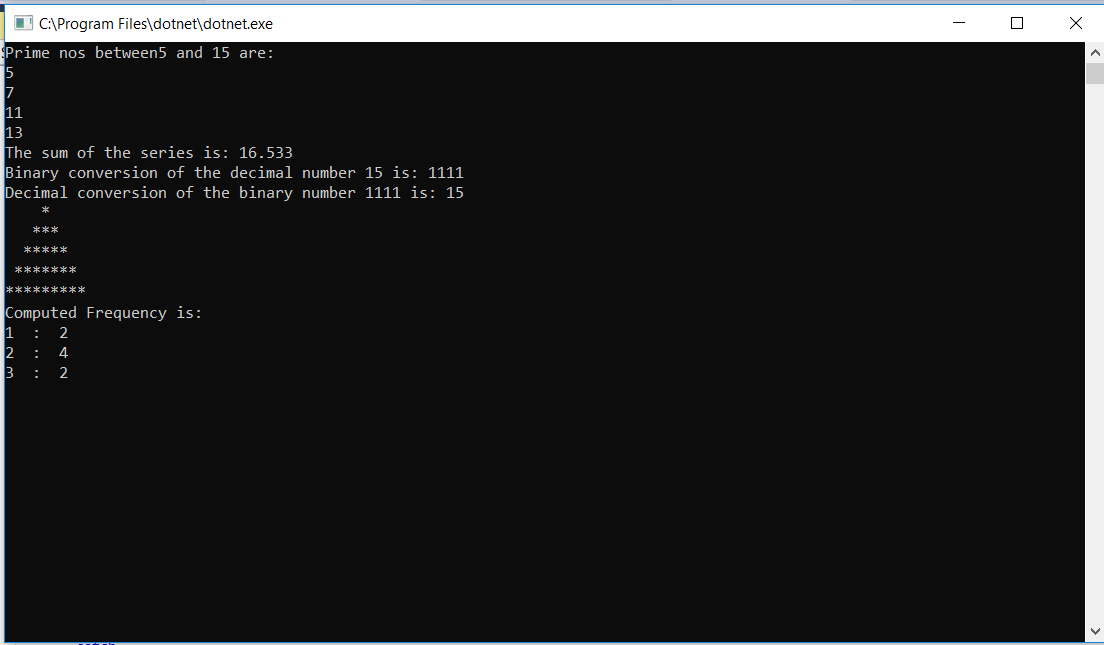 C:\Program Files\dotnet\dotnet.exe
Prime nos between5 and 15 are:
5
7
11
13
The sum of the series is: 16.533
Binary conversion of the decimal number 15 is: 1111
Decimal conversion of the binary number 1111 is: 15
    *
   ***
  *****
 *******
*********
Computed Frequency is:
1  :  2
2  :  4
3  :  2